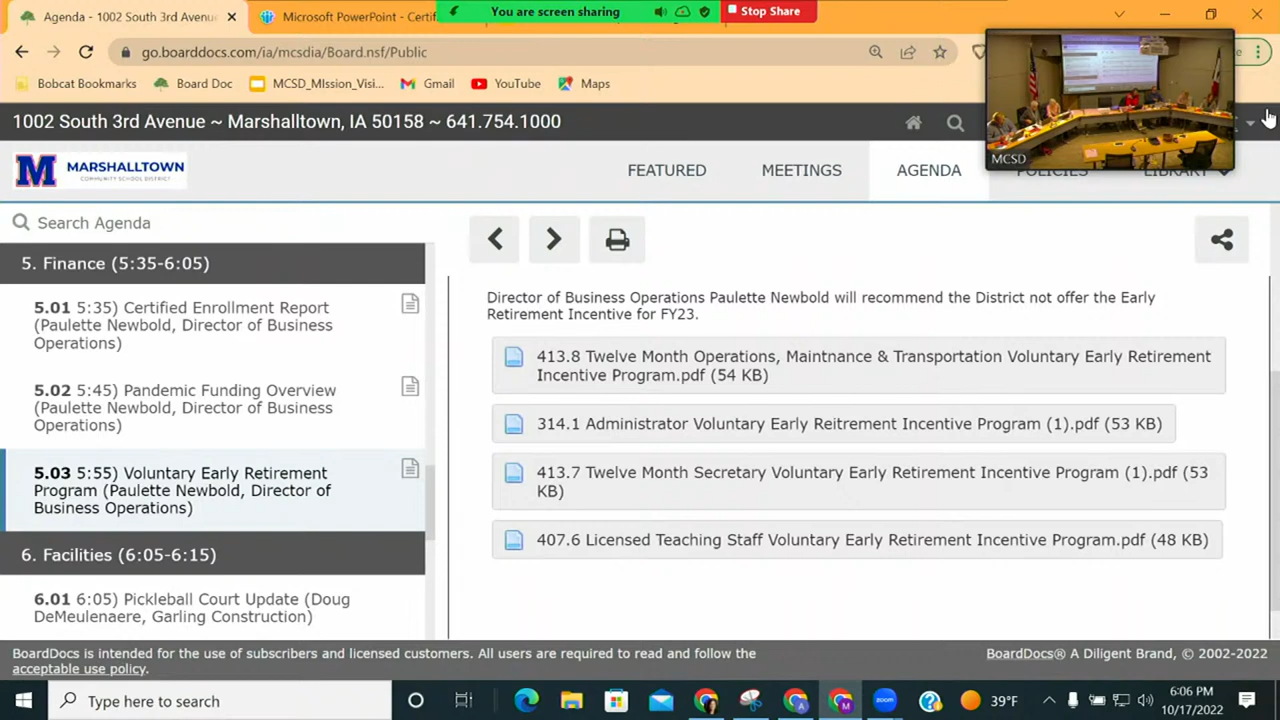 Agenda - 1002 South 3rd Avenue
Microsoft PowerPoint - Certif
You are screen sharing
Stop Share
go.boarddocs.com/ia/mcsdia/Board.nsf/Public
Bobcat Bookmarks
Board Doc
MCSD_MIssion_Visi...
Gmail
YouTube
Maps
1002 South 3rd Avenue ~ Marshalltown, IA 50158 ~ 641.754.1000
MCSD
M MARSHALLTOWN
COMMUNITY SCHOOL DISTRICT
FEATURED
MEETINGS
AGENDA
POLICIES
LIBRARY
Search Agenda
5. Finance (5:35-6:05)
5.01 5:35) Certified Enrollment Report
(Paulette Newbold, Director of Business
Operations)
5.02 5:45) Pandemic Funding Overview
(Paulette Newbold, Director of Business
Operations)
5.03 5:55) Voluntary Early Retirement
Program (Paulette Newbold, Director of
Business Operations)
6. Facilities (6:05-6:15)
6.01 6:05) Pickleball Court Update (Doug
DeMeulenaere, Garling Construction)
Director of Business Operations Paulette Newbold will recommend the District not offer the Early
Retirement Incentive for FY23.
413.8 Twelve Month Operations, Maintnance & Transportation Voluntary Early Retirement
Incentive Program.pdf (54 KB)
314.1 Administrator Voluntary Early Reitrement Incentive Program (1).pdf (53 KB)
413.7 Twelve Month Secretary Voluntary Early Retirement Incentive Program (1).pdf (53
KB)
407.6 Licensed Teaching Staff Voluntary Early Retirement Incentive Program.pdf (48 KB)
BoardDocs is intended for the use of subscribers and licensed customers. All users are required to read and follow the
acceptable use policy.
BoardDocs® A Diligent Brand, © 2002-2022
Type here to search
39°F
6:06 PM
10/17/2022